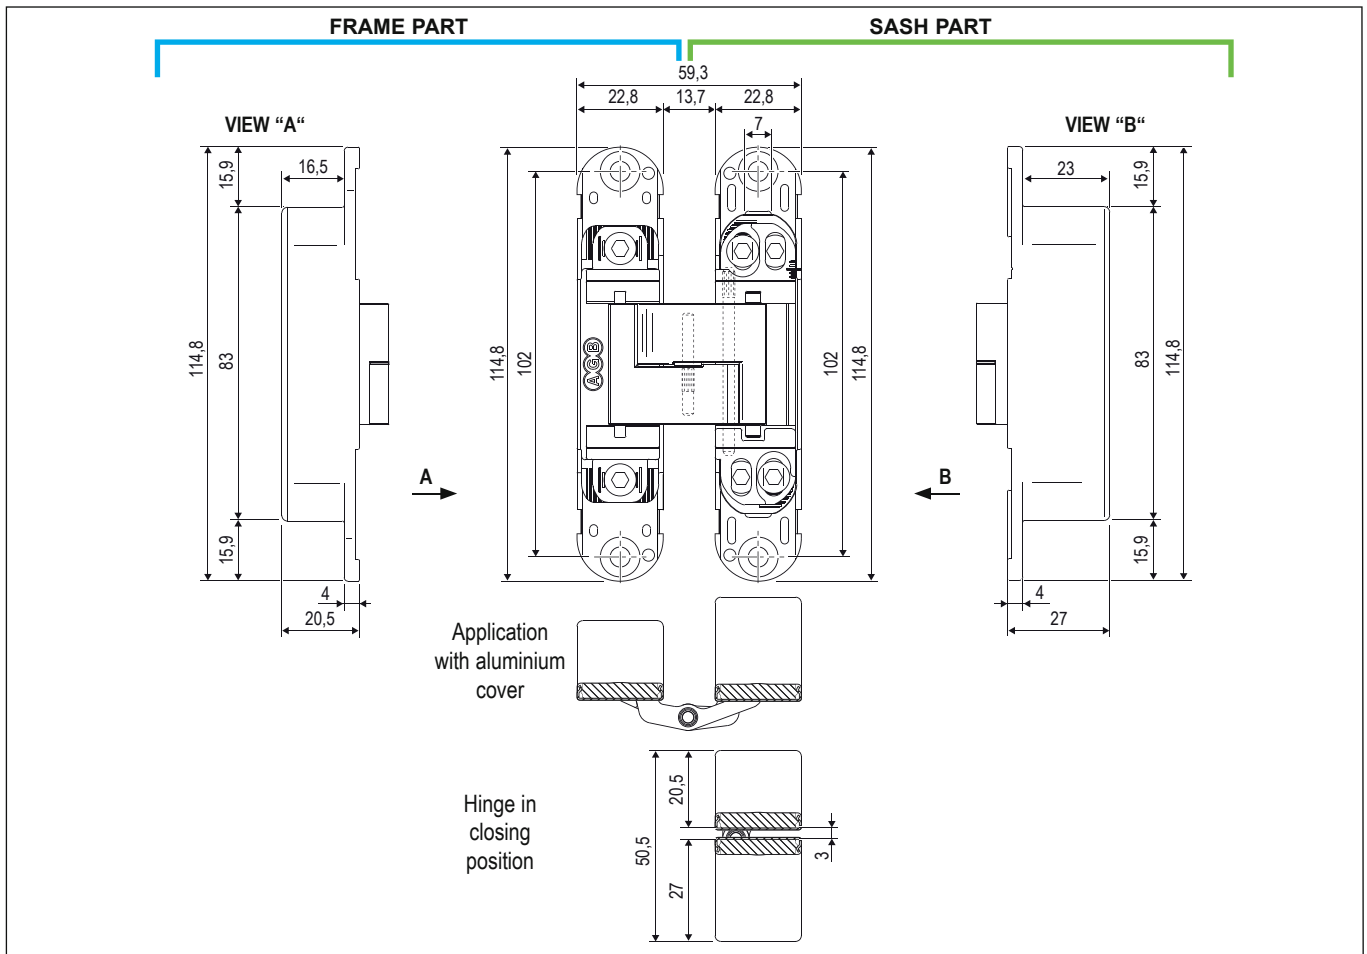 FRAME PART
SASH PART
59,3
22,8
13,7
22,8
7
VIEW “A“
VIEW “B“
16,5
15,9
114,8
83
15,9
4
20,5
A
114,8
102
AGB
102
114,8
B
23
15,9
83
114,8
15,9
4
27
Application
with aluminium
cover
Hinge in
closing
position
50,5
20,5
27
3